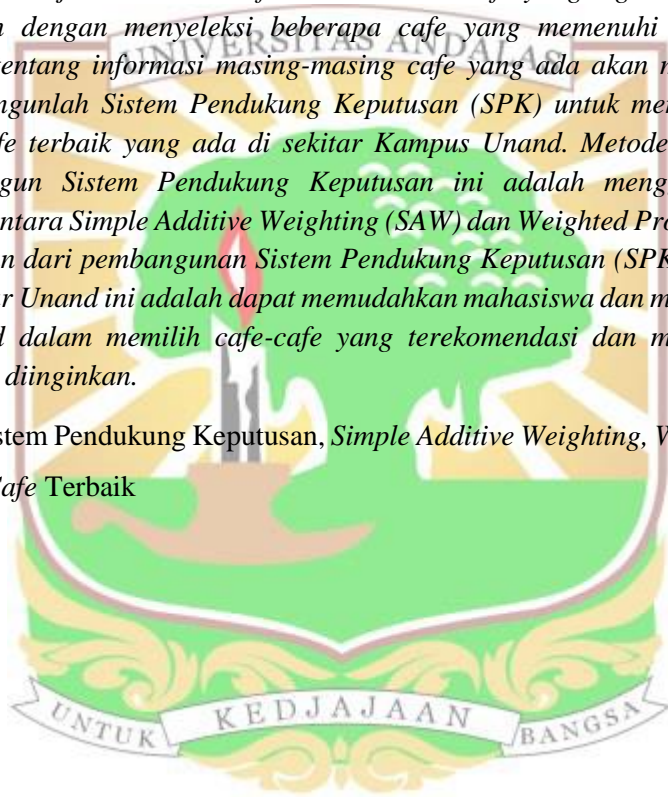 n dengan menyeleksi beberapa cafe yang memenuhi
UNIVERSITAS ANDALAS
entang informasi masing-masing cafe yang ada akan
ngunlah Sistem Pendukung Keputusan (SPK) untuk mer
fe terbaik yang ada di sekitar Kampus Unand. Metode
gun Sistem Pendukung Keputusan ini adalah meng
ntara Simple Additive Weighting (SAW) dan Weighted Pro
n dari pembangunan Sistem Pendukung Keputusan (SPK
ar Unand ini adalah dapat memudahkan mahasiswa dan m
d dalam memilih cafe-cafe yang terekomendasi dan m
diinginkan.
stem Pendukung Keputusan, Simple Additive Weighting, W
Cafe Terbaik
UNTUK KEDJAJAAN BANGSA